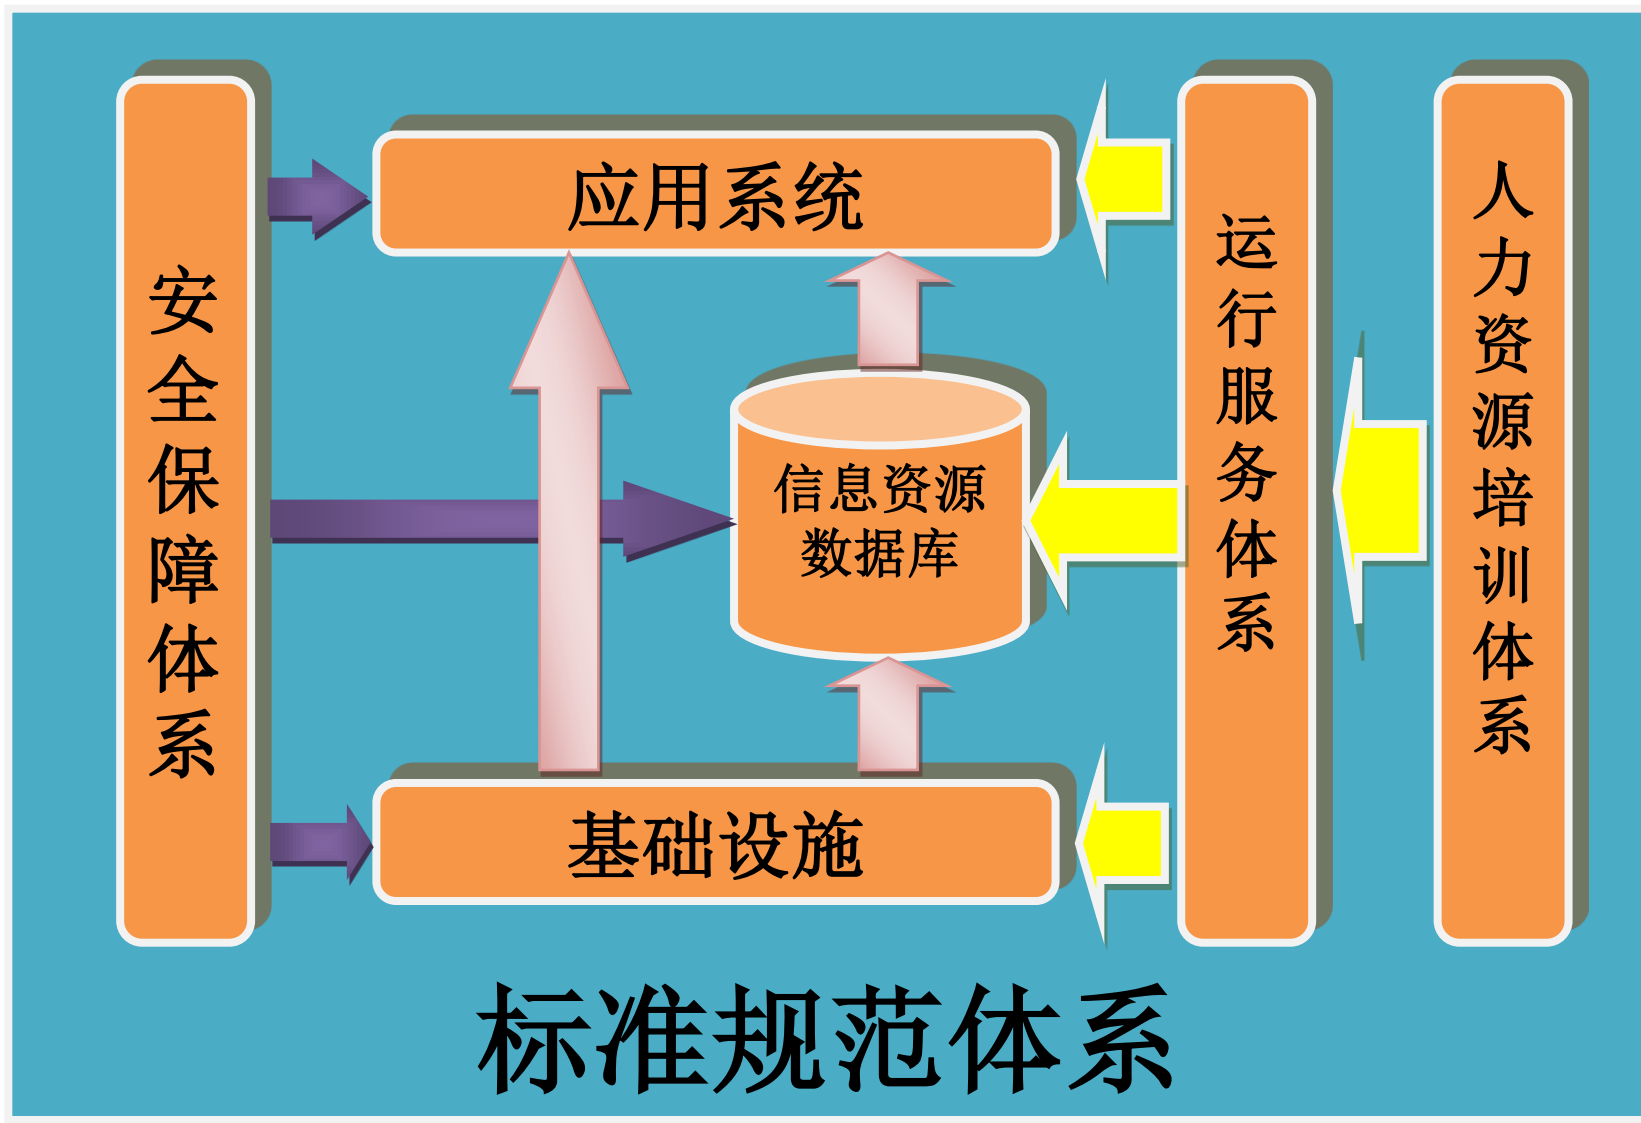 安全保障体系
应用系统
信息资源
数据库
基础设施
运行服务体系
人力资源培训体系
标准规范体系